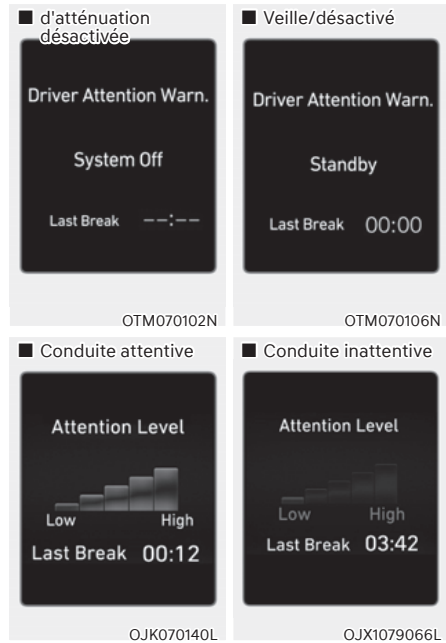 ■ d'atténuation
désactivée
Driver Attention Warn.
System Off
Last Break --:--
OTM070102N
■ Veille/désactivé
Driver Attention Warn.
Standby
Last Break 00:00
OTM070106N
■ Conduite attentive
Attention Level
Low High
Last Break 00:12
OJK070140L
■ Conduite inattentive
Attention Level
Low High
Last Break 03:42
OJX1079066L